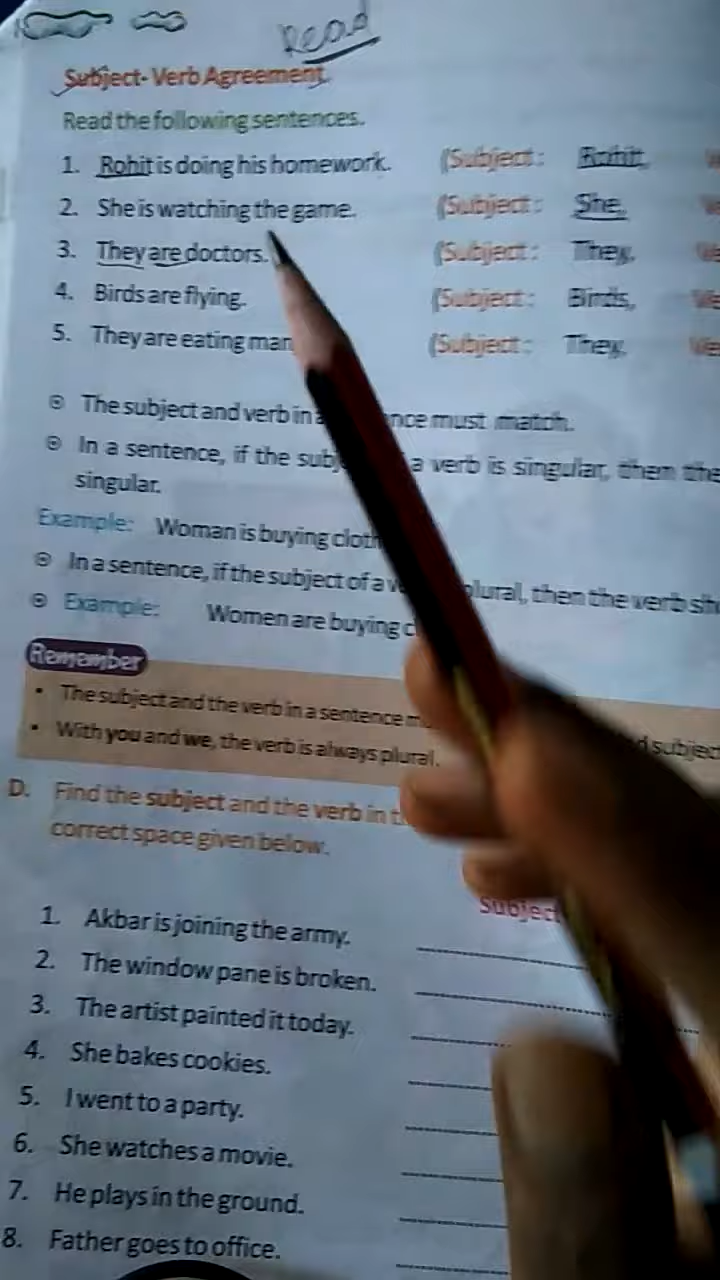 Read
Subject-Verb Agreement
Read the following sentences.
1. Rohit is doing his homework. (Subject: Rohit,
2. She is watching the game. (Subject: She,
3. They are doctors. (Subject: They,
4. Birds are flying. (Subject: Birds,
5. They are eating (Subject: They,
The subject and verb in must match.
In a sentence, if the a verb is singular, them the
singular.
Example: Woman is buying
In a sentence, if the subject of a plural, then the verb
Example: Women are buying
Remember
The subject and the verb in a sentence subject
With you and we, the verb is always plural.
D. Find the subject and the verb in
correct space given below.
Subject
1. Akbar is joining the army.
2. The window pane is broken.
3. The artist painted it today.
4. She bakes cookies.
5. I went to a party.
6. She watches a movie.
7. He plays in the ground.
8. Father goes to office.